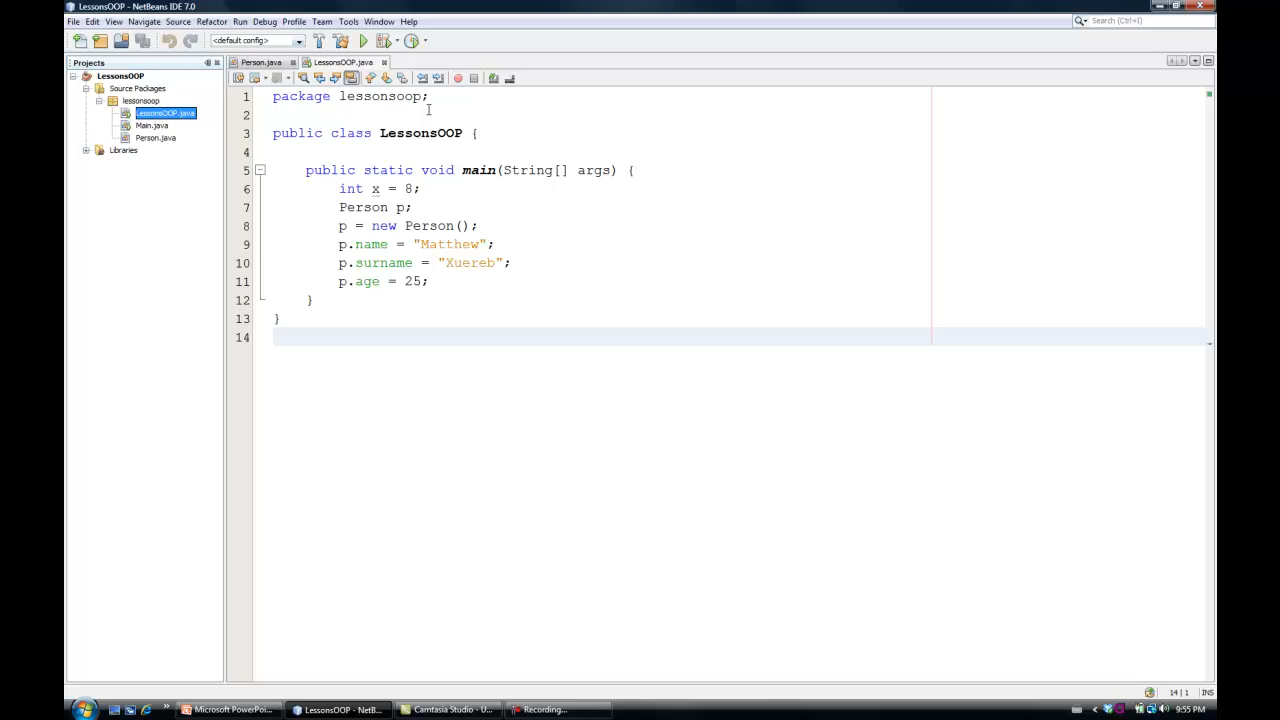 LessonsOOP - NetBeans IDE 7.0
File Edit View Navigate Source Refactor Run Debug Profile Team Tools Window Help
<default config>
Search (Ctrl+I)
Projects
LessonsOOP
Source Packages
lessonsoop
LessonsOOP.java
Main.java
Person.java
Libraries
Person.java LessonsOOP.java
1 package lessonsoop;
2
3 public class LessonsOOP {
4
5 public static void main(String[] args) {
6 int x = 8;
7 Person p;
8 p = new Person();
9 p.name = "Matthew";
10 p.surname = "Xuereb";
11 p.age = 25;
12 }
13 }
14
14 | 1 INS
Microsoft PowerPoi... LessonsOOP - NetB... Camtasia Studio - U... Recording... 9:55 PM